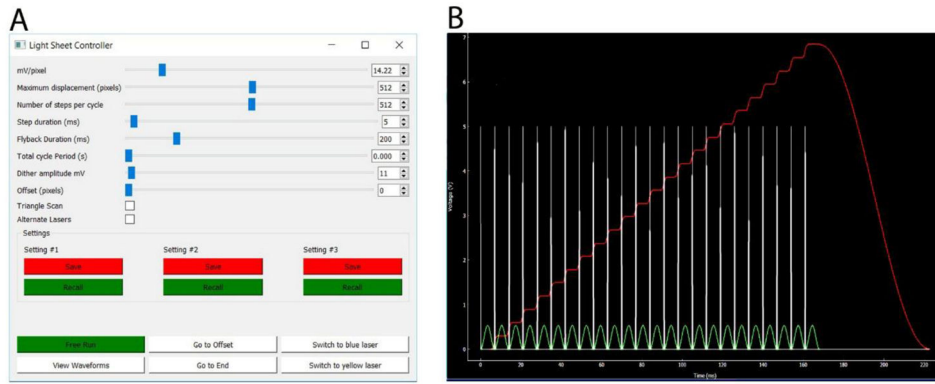 A
B
Light Sheet Controller
mV/pixel 14.22
Maximum displacement (pixels) 512
Number of steps per cycle 512
Step duration (ms) 5
Flyback Duration (ms) 200
Total cycle Period (s) 0.000
Dither amplitude mV 11
Offset (pixels) 0
Triangle Scan
Alternate Lasers
Settings
Setting #1 Setting #2 Setting #3
Save Save Save
Recall Recall Recall
Free Run Go to Offset Switch to blue laser
View Waveforms Go to End Switch to yellow laser
Voltage (V)
7
6
5
4
3
2
1
0
0 20 40 60 80 100 120 140 160 180 200 220
Time (ms)